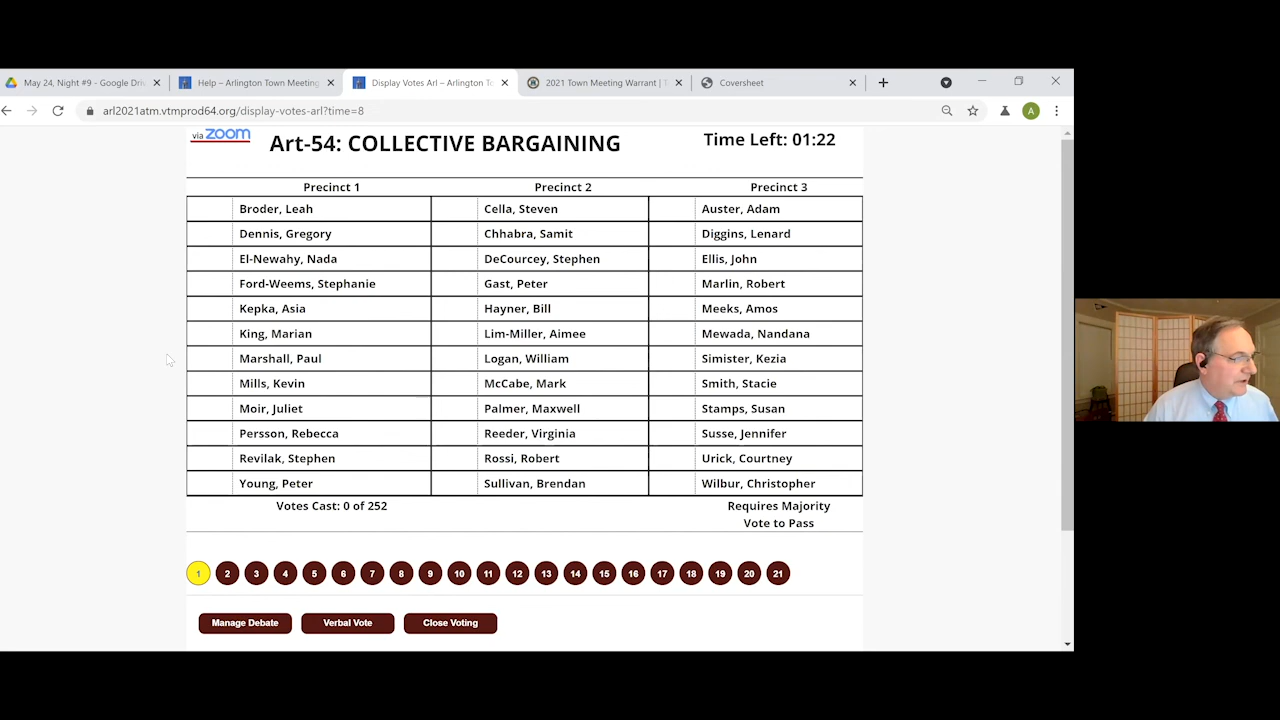 May 24, Night #9 - Google Dri
Help – Arlington Town Meeting
Display Votes Arl – Arlington To
2021 Town Meeting Warrant | T
Coversheet
arl2021atm.vtmprod64.org/display-votes-arl?time=8
A
via zoom
Art-54: COLLECTIVE BARGAINING
Time Left: 01:22
Precinct 1 Precinct 2 Precinct 3
Broder, Leah Cella, Steven Auster, Adam
Dennis, Gregory Chhabra, Samit Diggins, Lenard
El-Newahy, Nada DeCourcey, Stephen Ellis, John
Ford-Weems, Stephanie Gast, Peter Marlin, Robert
Kepka, Asia Hayner, Bill Meeks, Amos
King, Marian Lim-Miller, Aimee Mewada, Nandana
Marshall, Paul Logan, William Simister, Kezia
Mills, Kevin McCabe, Mark Smith, Stacie
Moir, Juliet Palmer, Maxwell Stamps, Susan
Persson, Rebecca Reeder, Virginia Susse, Jennifer
Revilak, Stephen Rossi, Robert Urick, Courtney
Young, Peter Sullivan, Brendan Wilbur, Christopher
Votes Cast: 0 of 252
Requires Majority
Vote to Pass
1 2 3 4 5 6 7 8 9 10 11 12 13 14 15 16 17 18 19 20 21
Manage Debate Verbal Vote Close Voting